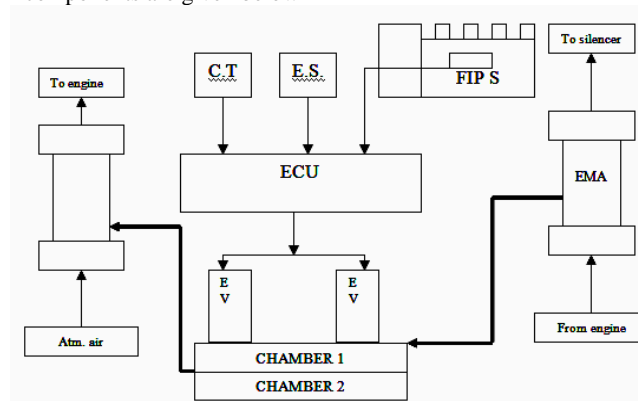 To engine
C.T
E.S.
FIP S
To silencer
ECU
EMA
E
V
E
V
Atm. air
CHAMBER 1
CHAMBER 2
From engine